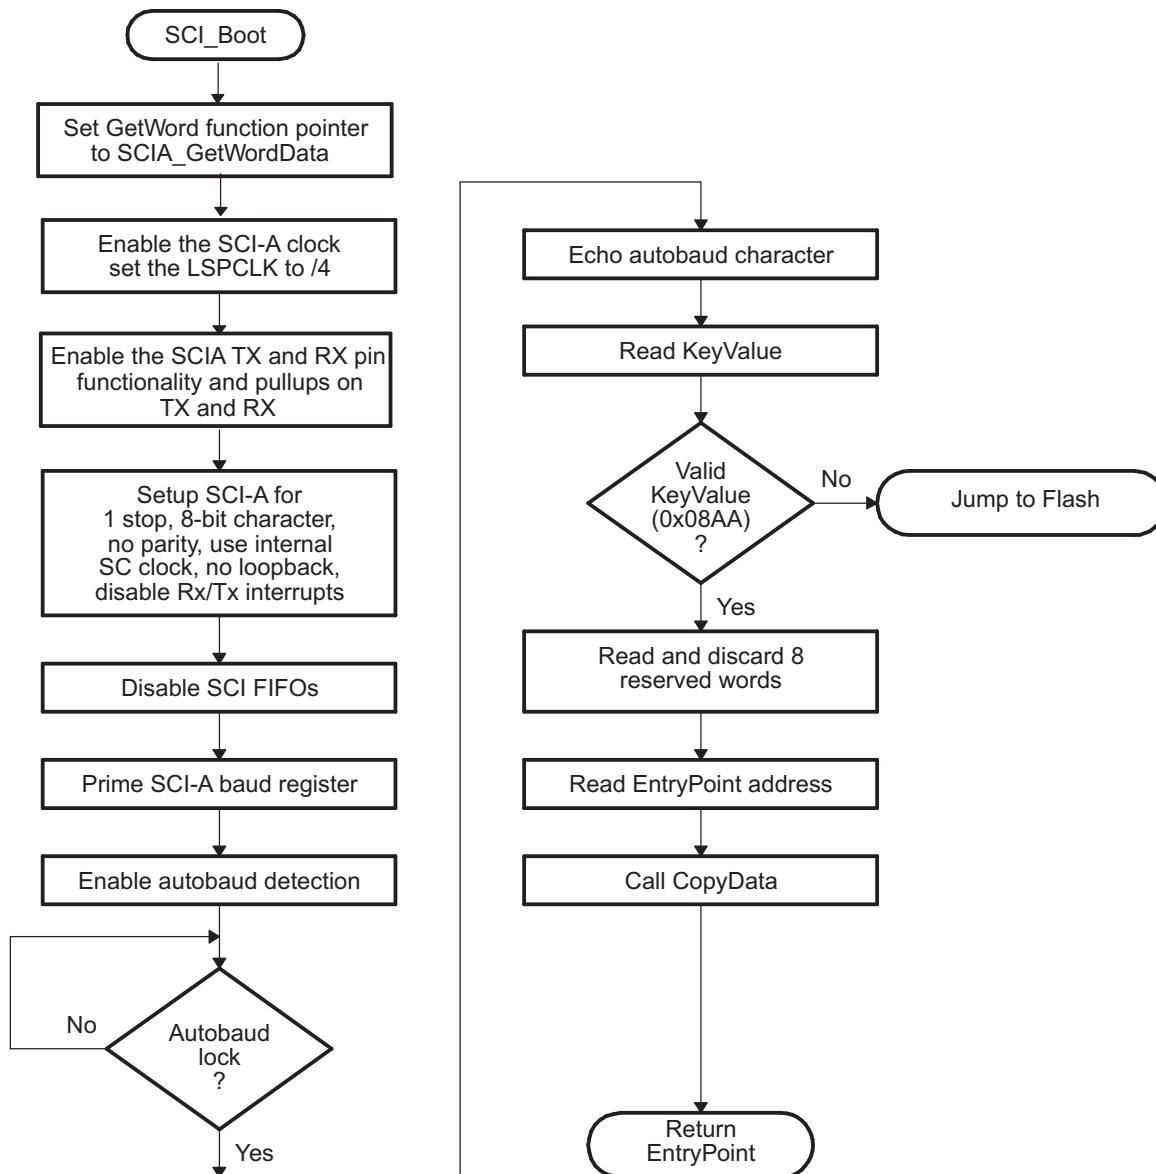 SCI_Boot
Set GetWord function pointer
to SCIA_GetWordData
Enable the SCI-A clock
set the LSPCLK to /4
Enable the SCIA TX and RX pin
functionality and pullups on
TX and RX
Setup SCI-A for
1 stop, 8-bit character,
no parity, use internal
SC clock, no loopback,
disable Rx/Tx interrupts
Disable SCI FIFOs
Prime SCI-A baud register
Enable autobaud detection
No
Autobaud
lock
?
Yes
Echo autobaud character
Read KeyValue
Valid
KeyValue
(0x08AA)
?
No
Jump to Flash
Yes
Read and discard 8
reserved words
Read EntryPoint address
Call CopyData
Return
EntryPoint